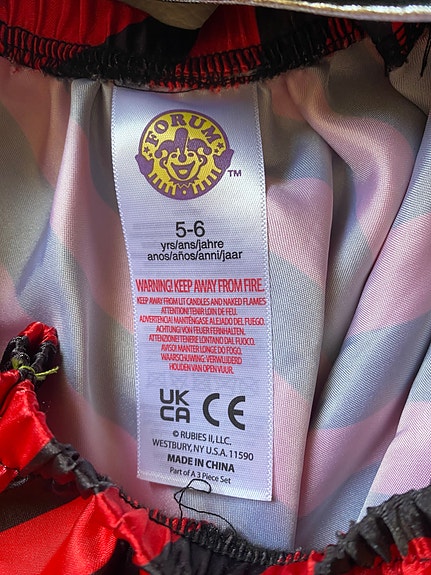 FORUM
TM
5-6
yrs/ans/jahre
anos/años/anni/jaar
WARNING! KEEP AWAY FROM FIRE.
KEEP AWAY FROM LIT CANDLES AND NAKED FLAMES
ATTENTION! TENIR LOIN DE FEU.
ADVERTENCIA! MANTÉNGASE ALEJADO DEL FUEGO.
ACHTUNG! VON FEUER FERNHALTEN.
ATTENZIONE! TENERE LONTANO DAL FUOCO.
AVISO! MANTER LONGE DO FOGO.
WAARSCHUWING: VERWIJDERD
HOUDEN VAN OPEN VUUR.
UK
CA CE
© RUBIES II, LLC.
WESTBURY, NY U.S.A. 11590
MADE IN CHINA
Part of A 3 Piece Set